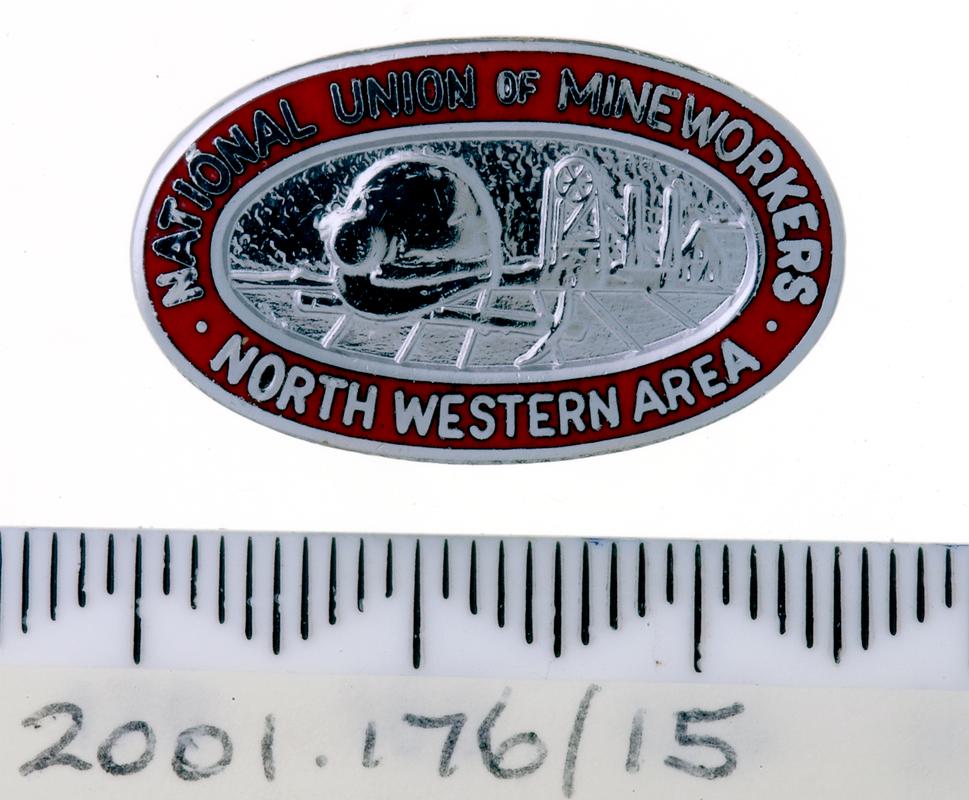 NATIONAL UNION OF MINEWORKERS
· NORTH WESTERN AREA ·
2001.176/15